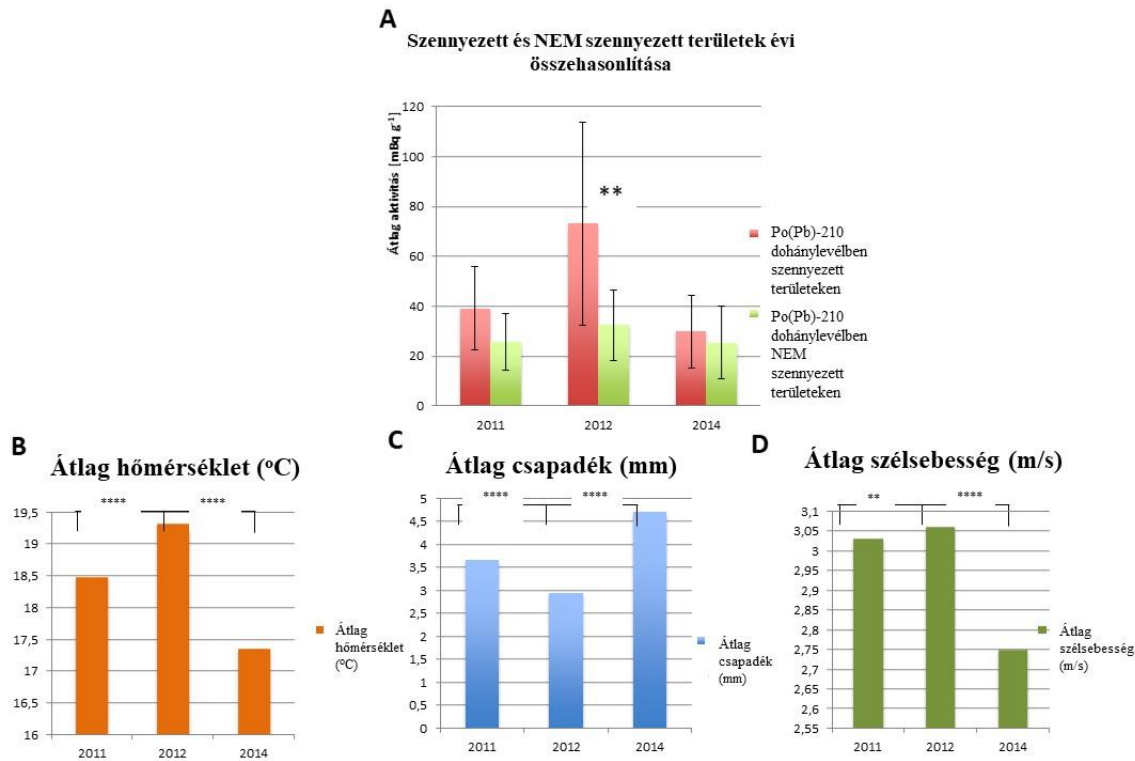 A
Szennyezett és NEM szennyezett területek évi
összehasonlítása
Átlag aktivitás [mBq g⁻¹]
120
100
80
60
40
20
0
**
2011
2012
2014
Po(Pb)-210
dohánylevélben
szennyezett
területeken
Po(Pb)-210
dohánylevélben
NEM
szennyezett
területeken
B
Átlag hőmérséklet (°C)
**** ****
19,5
19
18,5
18
17,5
17
16,5
16
2011
2012
2014
Átlag
hőmérséklet
(°C)
C
Átlag csapadék (mm)
**** ****
5
4,5
4
3,5
3
2,5
2
1,5
1
0,5
0
2011
2012
2014
Átlag
csapadék
(mm)
D
Átlag szélsebesség (m/s)
** ****
3,1
3,05
3
2,95
2,9
2,85
2,8
2,75
2,7
2,65
2,6
2,55
2011
2012
2014
Átlag
szélsebesség
(m/s)